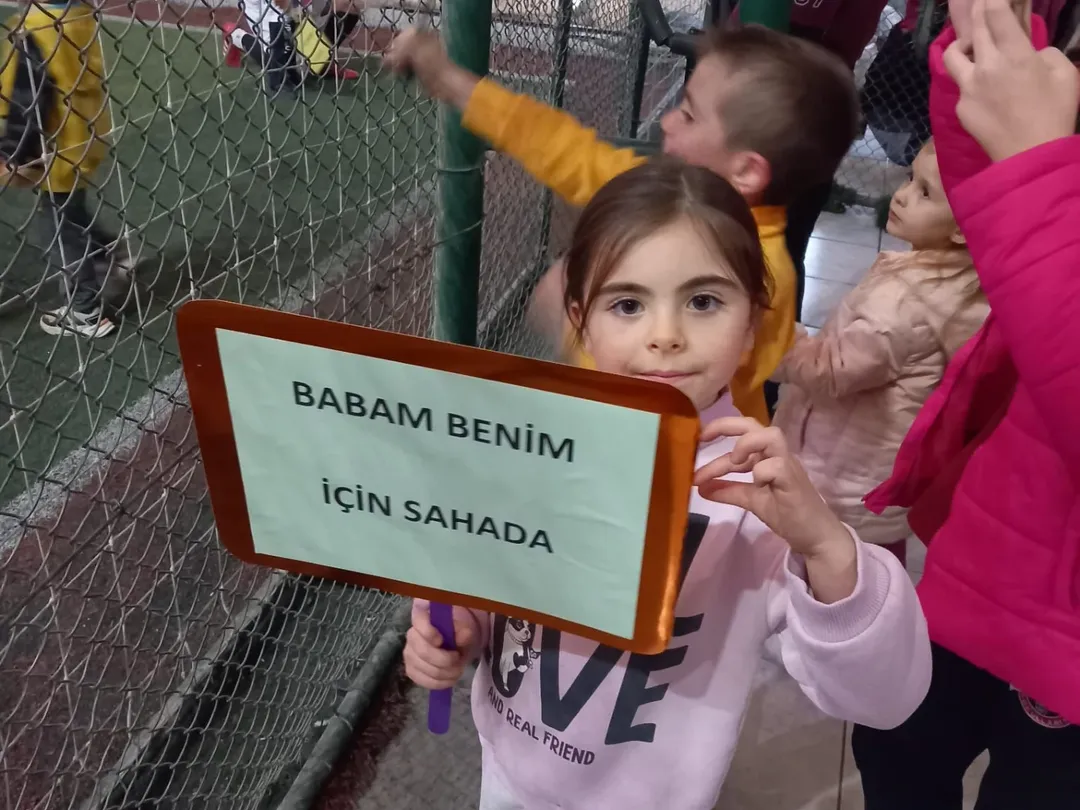 BABAM BENİM
İÇİN SAHADA
OVE
AND REAL FRIEND